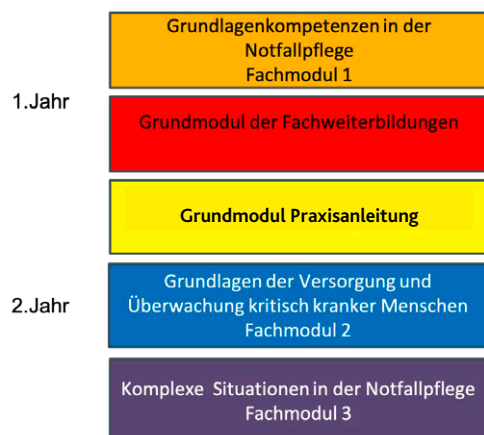 Grundlagenkompetenzen in der
Notfallpflege
Fachmodul 1
1.Jahr
Grundmodul der Fachweiterbildungen
Grundmodul Praxisanleitung
Grundlagen der Versorgung und
Überwachung kritisch kranker Menschen
Fachmodul 2
2.Jahr
Komplexe Situationen in der Notfallpflege
Fachmodul 3